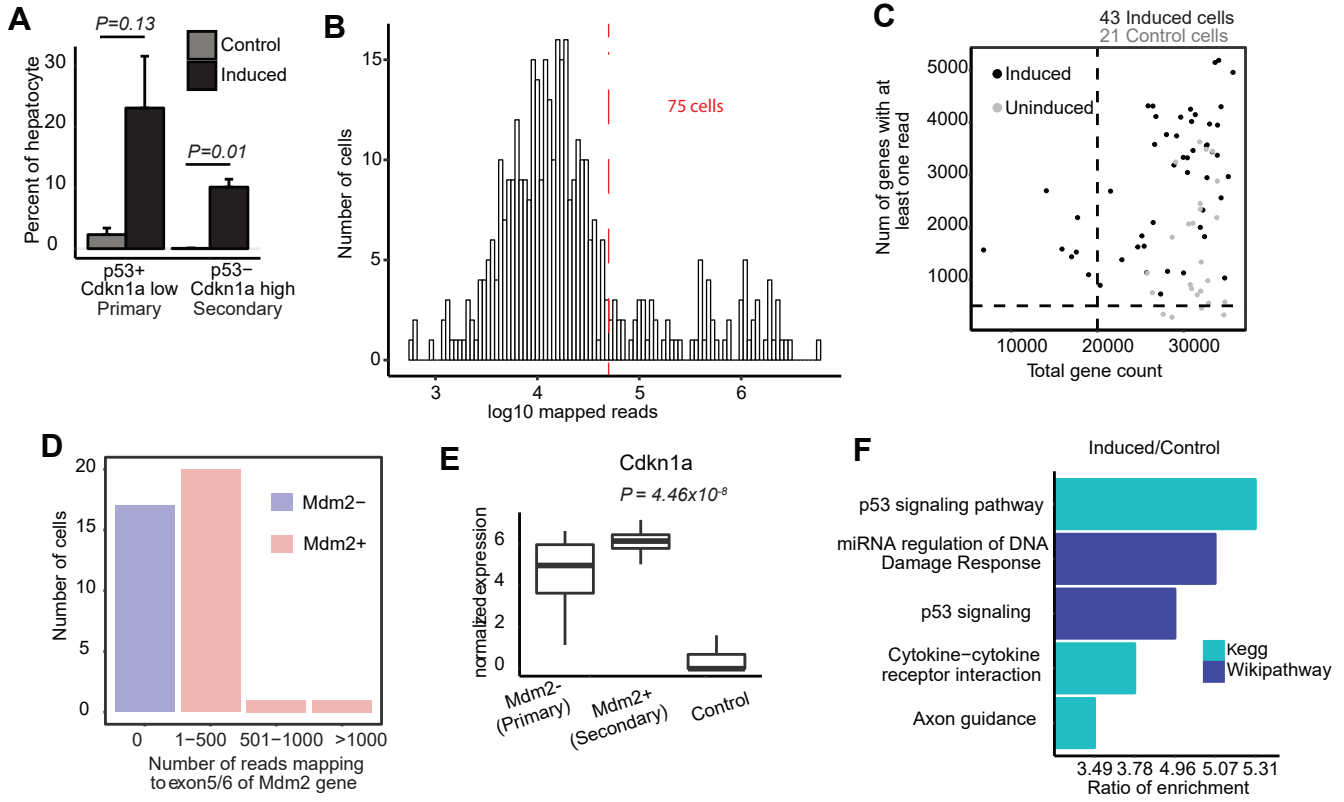 A
P=0.13
Control
Induced
P=0.01
Percent of hepatocyte
30
20
10
0
p53+
Cdkn1a low
Primary
p53−
Cdkn1a high
Secondary
B
75 cells
Number of cells
15
10
5
0
3 4 5 6
log10 mapped reads
C
43 Induced cells
21 Control cells
Induced
Uninduced
Num of genes with at
least one read
5000
4000
3000
2000
1000
10000 20000 30000
Total gene count
D
Mdm2−
Mdm2+
Number of cells
20
15
10
5
0
0 1−500 501−1000 >1000
Number of reads mapping
to exon5/6 of Mdm2 gene
E
Cdkn1a
P = 4.46x10-8
normalized expression
6
4
2
0
Mdm2-
(Primary)
Mdm2+
(Secondary)
Control
F
Induced/Control
p53 signaling pathway
miRNA regulation of DNA
Damage Response
p53 signaling
Cytokine−cytokine
receptor interaction
Axon guidance
Kegg
Wikipathway
3.49 3.78 4.96 5.07 5.31
Ratio of enrichment